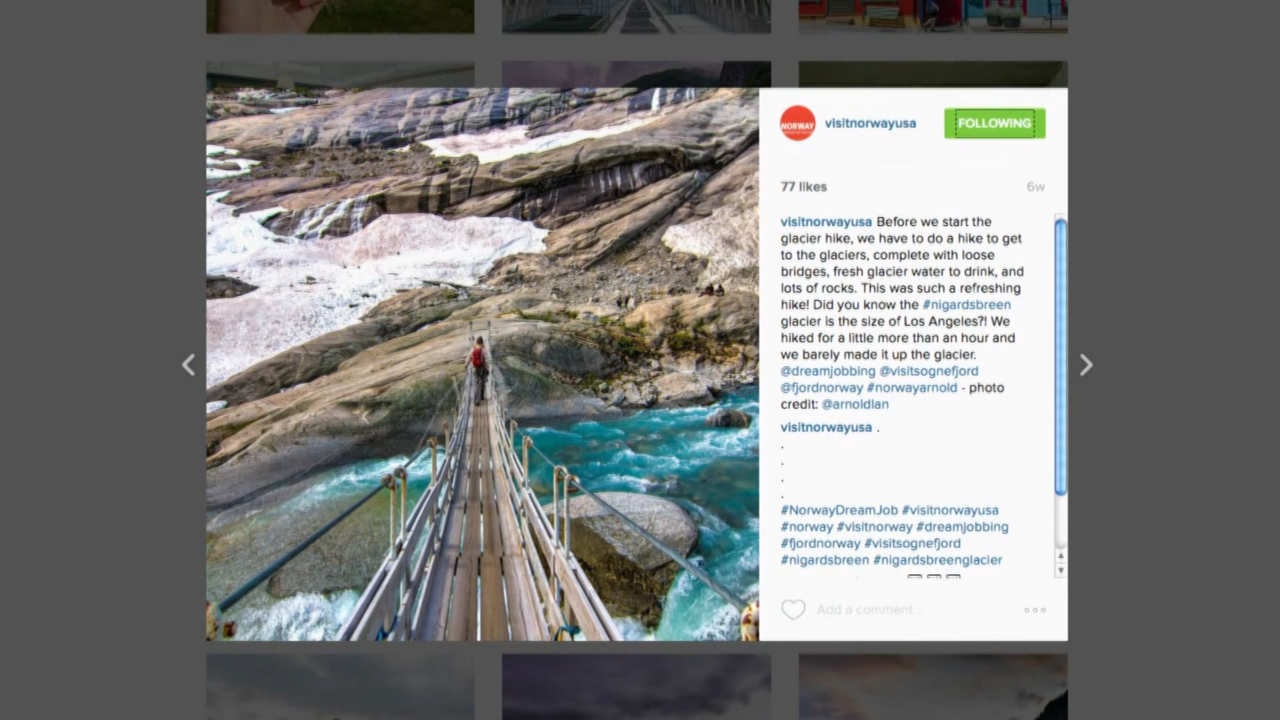 NORWAY
visitnorwayusa
FOLLOWING
77 likes
6w
visitnorwayusa Before we start the
glacier hike, we have to do a hike to get
to the glaciers, complete with loose
bridges, fresh glacier water to drink, and
lots of rocks. This was such a refreshing
hike! Did you know the #nigardsbreen
glacier is the size of Los Angeles?! We
hiked for a little more than an hour and
we barely made it up the glacier.
@dreamjobbing @visitsognefjord
@fjordnorway #norwayarnold - photo
credit: @arnoldlan
visitnorwayusa .
.
.
.
.
#NorwayDreamJob #visitnorwayusa
#norway #visitnorway #dreamjobbing
#fjordnorway #visitsognefjord
#nigardsbreen #nigardsbreenglacier
Add a comment...